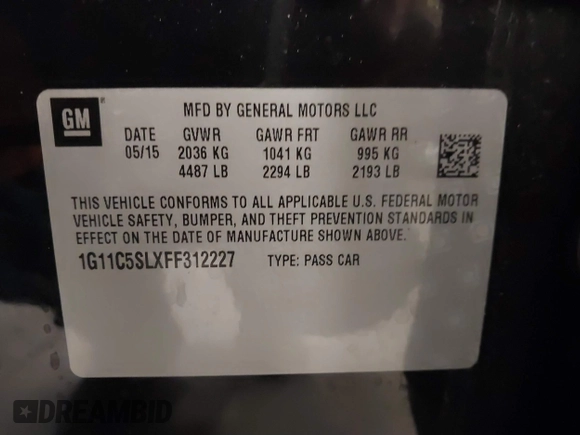 GM
MFD BY GENERAL MOTORS LLC
DATE GVWR GAWR FRT GAWR RR
05/15 2036 KG 1041 KG 995 KG
4487 LB 2294 LB 2193 LB
THIS VEHICLE CONFORMS TO ALL APPLICABLE U.S. FEDERAL MOTOR
VEHICLE SAFETY, BUMPER, AND THEFT PREVENTION STANDARDS IN
EFFECT ON THE DATE OF MANUFACTURE SHOWN ABOVE.
1G11C5SLXFF312227 TYPE: PASS CAR
DREAMBID